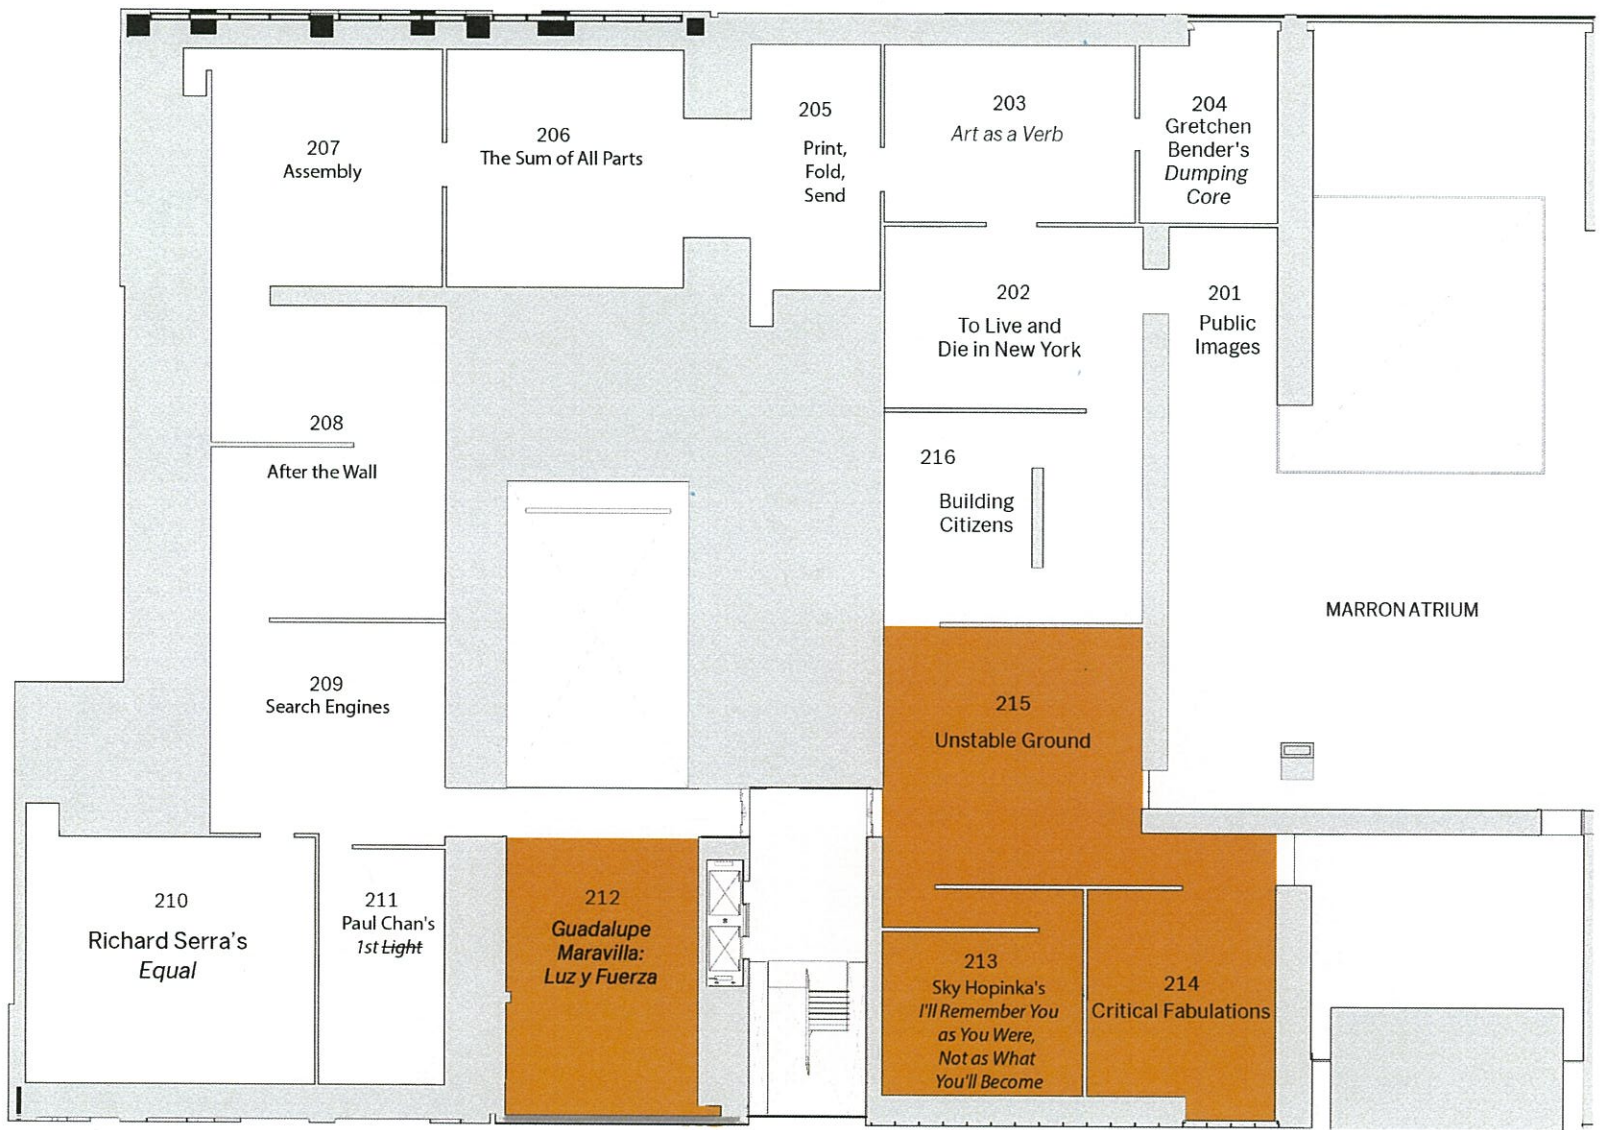 207
Assembly
206
The Sum of All Parts
205
Print,
Fold,
Send
203
Art as a Verb
204
Gretchen
Bender's
Dumping
Core
202
To Live and
Die in New York
201
Public
Images
208
After the Wall
216
Building
Citizens
MARRON ATRIUM
209
Search Engines
215
Unstable Ground
210
Richard Serra's
Equal
211
Paul Chan's
1st Light
212
Guadalupe
Maravilla:
Luz y Fuerza
213
Sky Hopinka's
I'll Remember You
as You Were,
Not as What
You'll Become
214
Critical Fabulations